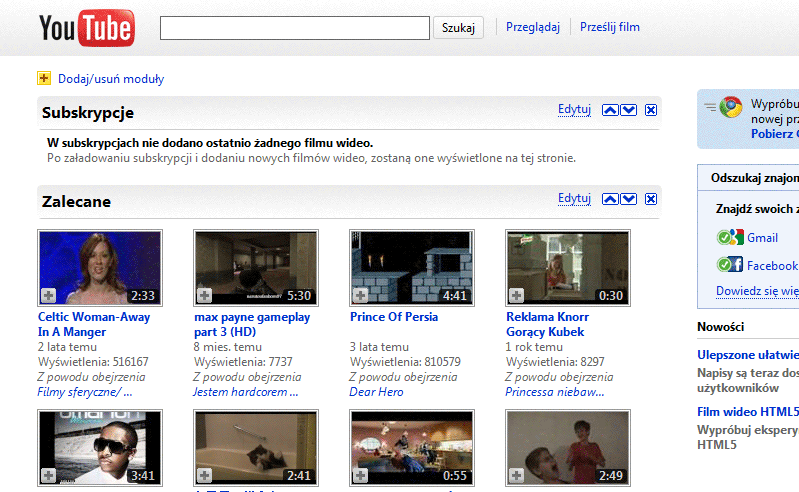 You Tube
Szukaj
Przeglądaj
Prześlij film
Dodaj/usuń moduły
Subskrypcje
Edytuj
W subskrypcjach nie dodano ostatnio żadnego filmu wideo.
Po załadowaniu subskrypcji i dodaniu nowych filmów wideo, zostaną one wyświetlone na tej stronie.
Zalecane
Edytuj
2:33
5:30
4:41
0:30
Celtic Woman-Away
In A Manger
2 lata temu
Wyświetlenia: 516167
Z powodu obejrzenia
Filmy sferyczne/ ...
max payne gameplay
part 3 (HD)
8 mies. temu
Wyświetlenia: 7737
Z powodu obejrzenia
Jestem hardcorem ...
Prince Of Persia
3 lata temu
Wyświetlenia: 810579
Z powodu obejrzenia
Dear Hero
Reklama Knorr
Gorący Kubek
1 rok temu
Wyświetlenia: 8297
Z powodu obejrzenia
Princessa niebaw...
3:41
2:41
0:55
2:49
Wypróbu
nowej prz
Pobierz
Odszukaj znajom
Znajdź swoich z
Gmail
Facebook
Dowiedz się wię
Nowości
Ulepszone ułatwie
Napisy są teraz dos
użytkowników
Film wideo HTML5
Wypróbuj ekspery
HTML5